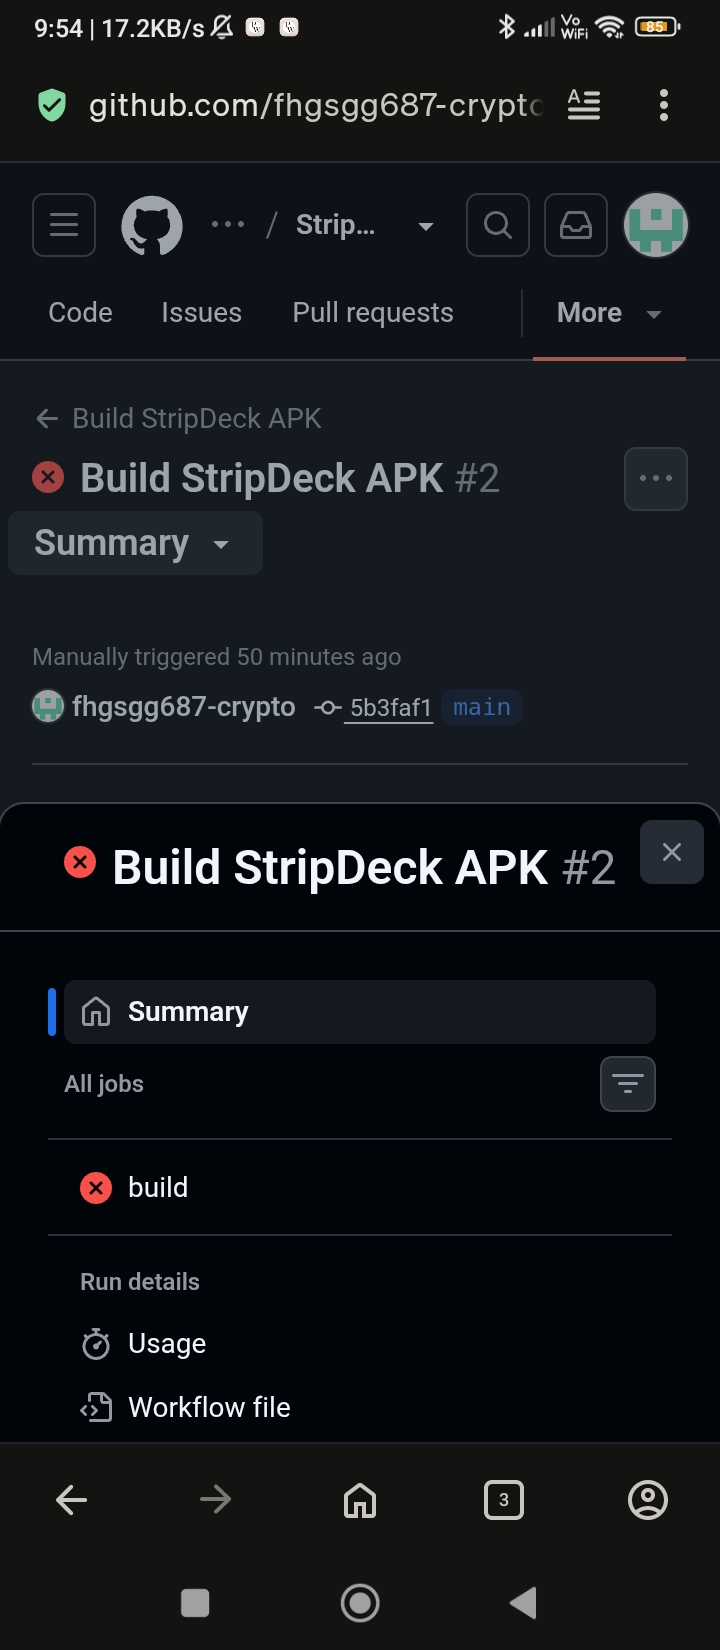 9:54 | 17.2KB/s Vo WiFi 85
github.com/fhgsgg687-crypto
... / Strip...
Code Issues Pull requests More
← Build StripDeck APK
Build StripDeck APK #2
Summary
Manually triggered 50 minutes ago
fhgsgg687-crypto 5b3faf1 main
Build StripDeck APK #2
Summary
All jobs
build
Run details
Usage
Workflow file
3